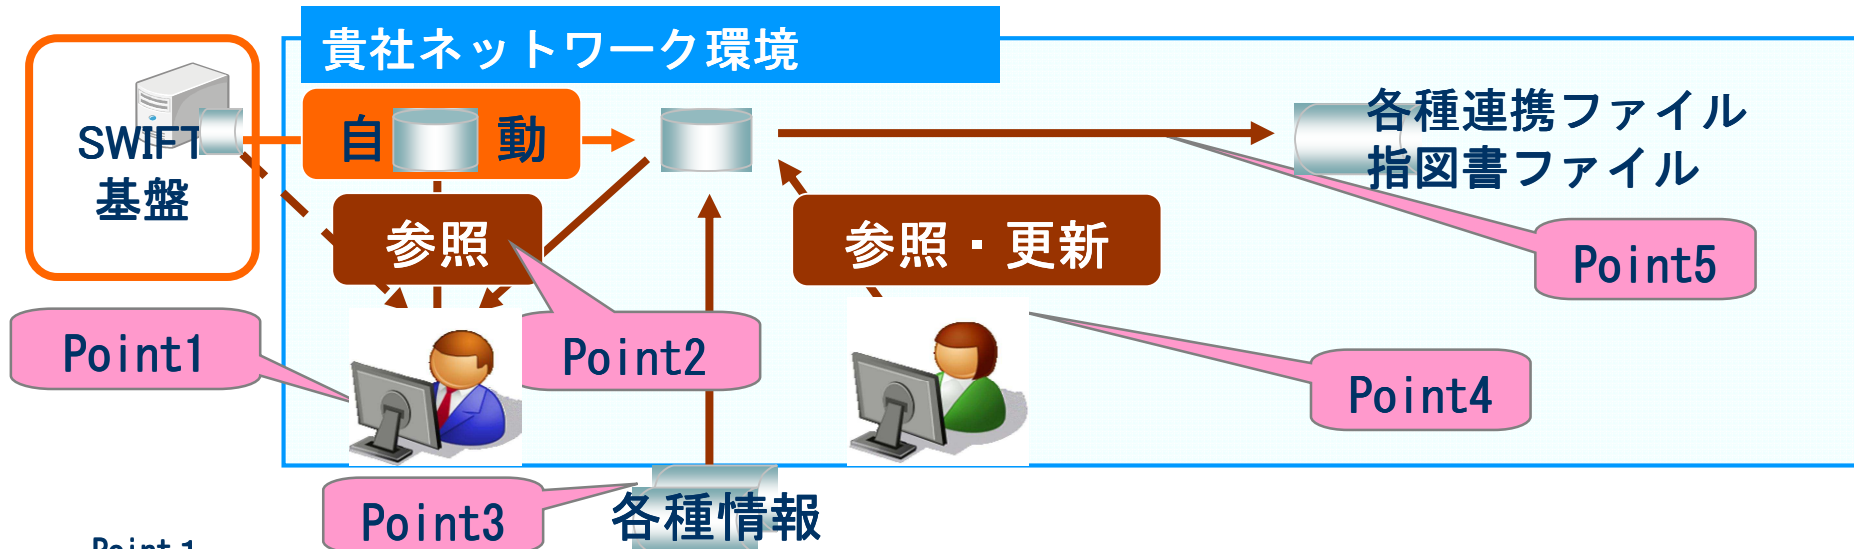 貴社ネットワーク環境
SWIFT
基盤
自動
各種連携ファイル
指図書ファイル
参照
参照・更新
Point5
Point1
Point2
Point4
Point3
各種情報
Point 1